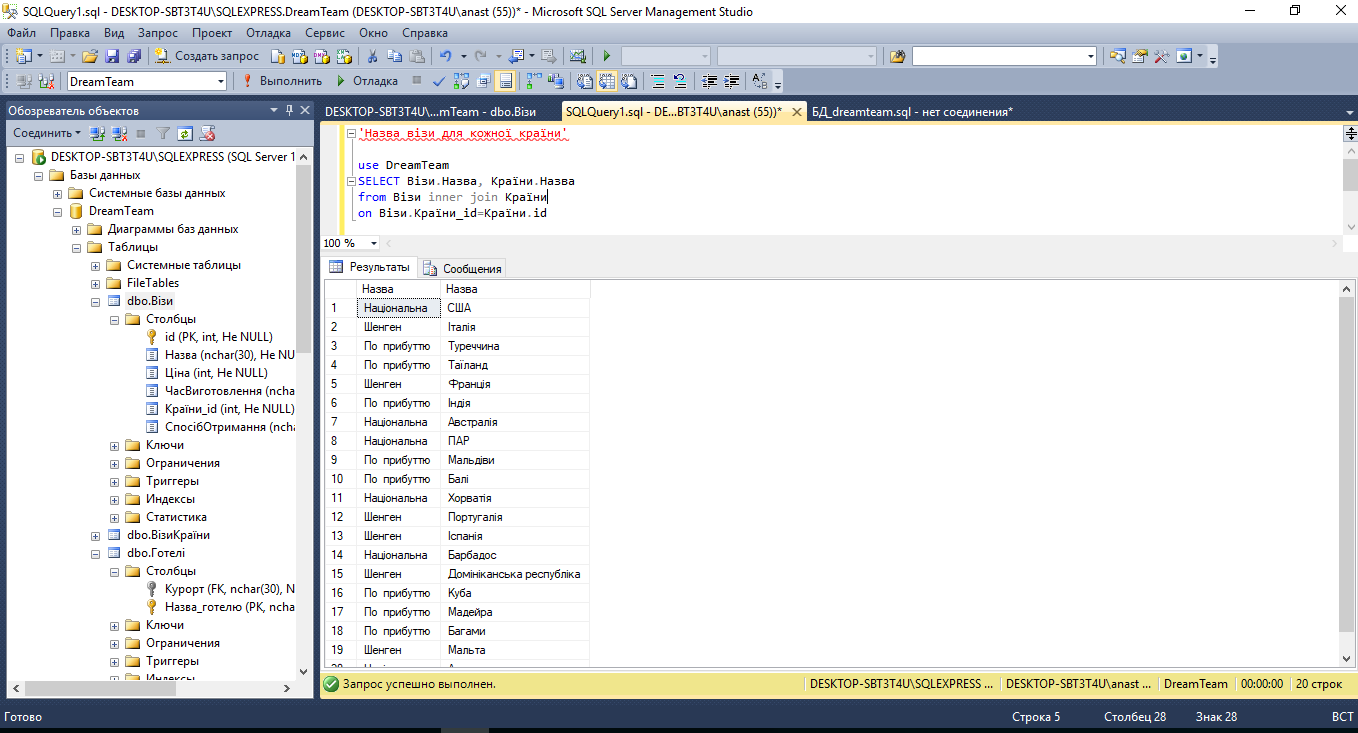 SQLQuery1.sql - DESKTOP-SBT3T4U\SQLEXPRESS.DreamTeam (DESKTOP-SBT3T4U\anast (55))* - Microsoft SQL Server Management Studio
Файл Правка Вид Запрос Проект Отладка Сервис Окно Справка
Создать запрос
DreamTeam Выполнить Отладка
Обозреватель объектов
DESKTOP-SBT3T4U\...mTeam - dbo.Візи SQLQuery1.sql - DE...BT3T4U\anast (55))* БД_dreamteam.sql - нет соединения*
Соединить
DESKTOP-SBT3T4U\SQLEXPRESS (SQL Server 1
Базы данных
Системные базы данных
DreamTeam
Диаграммы баз данных
Таблицы
Системные таблицы
FileTables
dbo.Візи
Столбцы
id (PK, int, Не NULL)
Назва (nchar(30), Не NU
Ціна (int, Не NULL)
ЧасВиготовлення (ncha
Країни_id (int, Не NULL)
СпосібОтримання (nch
Ключи
Ограничения
Триггеры
Индексы
Статистика
dbo.ВізиКраїни
dbo.Готелі
Столбцы
Курорт (FK, nchar(30), N
Назва_готелю (PK, ncha
Ключи
Ограничения
Триггеры
Индексы
'Назва візи для кожної країни'
use DreamTeam
SELECT Візи.Назва, Країни.Назва
from Візи inner join Країни
on Візи.Країни_id=Країни.id
100 %
Результаты Сообщения
Назва Назва
1 Національна США
2 Шенген Італія
3 По прибуттю Туреччина
4 По прибуттю Таїланд
5 Шенген Франція
6 По прибуттю Індія
7 Національна Австралія
8 Національна ПАР
9 По прибуттю Мальдіви
10 По прибуттю Балі
11 Національна Хорватія
12 Шенген Португалія
13 Шенген Іспанія
14 Національна Барбадос
15 Шенген Домініканська республіка
16 По прибуттю Куба
17 По прибуттю Мадейра
18 По прибуттю Багами
19 Шенген Мальта
Запрос успешно выполнен. DESKTOP-SBT3T4U\SQLEXPRESS ... DESKTOP-SBT3T4U\anast ... DreamTeam 00:00:00 20 строк
Готово Строка 5 Столбец 28 Знак 28 ВСТ